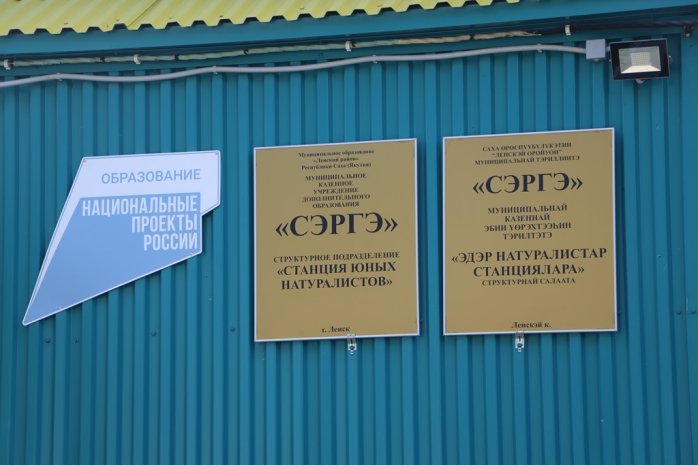 ОБРАЗОВАНИЕ
НАЦИОНАЛЬНЫЕ
ПРОЕКТЫ
РОССИИ
Муниципальное образование
«Ленский район»
Республики Саха (Якутия)
МУНИЦИПАЛЬНОЕ
КАЗЕННОЕ
УЧРЕЖДЕНИЕ
ДОПОЛНИТЕЛЬНОГО
ОБРАЗОВАНИЯ
«СЭРГЭ»
СТРУКТУРНОЕ ПОДРАЗДЕЛЕНИЕ
«СТАНЦИЯ ЮНЫХ
НАТУРАЛИСТОВ»
г. Ленск
САХА ОРОСПУУБУЛУКЭТИН
"ЛЕНСКЭЙ ОРОЙУОН"
МУНИЦИПАЛЬНАЙ ТЭРИЛЛИИТЭ
«СЭРГЭ»
МУНИЦИПАЛЬНАЙ
КАЗЕННАЙ
ЭБИИ ҮӨРЭХТЭЭҺИН
ТЭРИЛТЭТЭ
«ЭДЭР НАТУРАЛИСТАР
СТАНЦИЯЛАРА»
СТРУКТУРНАЙ САЛААТА
Ленскэй к.